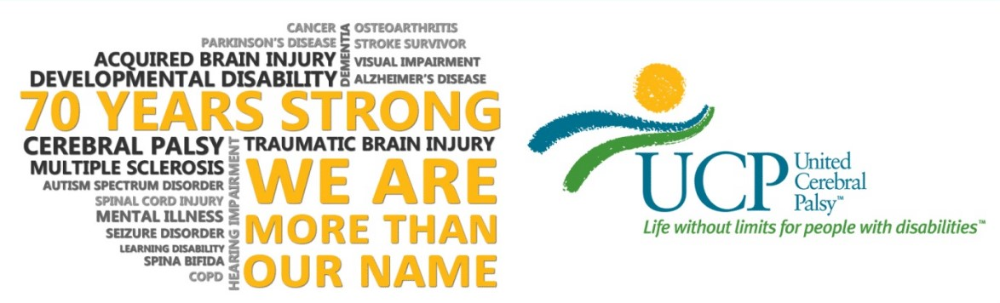 CANCER
PARKINSON'S DISEASE
ACQUIRED BRAIN INJURY
DEVELOPMENTAL DISABILITY
DEMENTIA
OSTEOARTHRITIS
STROKE SURVIVOR
VISUAL IMPAIRMENT
ALZHEIMER'S DISEASE
70 YEARS STRONG
CEREBRAL PALSY
MULTIPLE SCLEROSIS
AUTISM SPECTRUM DISORDER
SPINAL CORD INJURY
MENTAL ILLNESS
SEIZURE DISORDER
LEARNING DISABILITY
SPINA BIFIDA
COPD
HEARING IMPAIRMENT
TRAUMATIC BRAIN INJURY
WE ARE
MORE THAN
OUR NAME
UCP
United
Cerebral
Palsy™
Life without limits for people with disabilities™